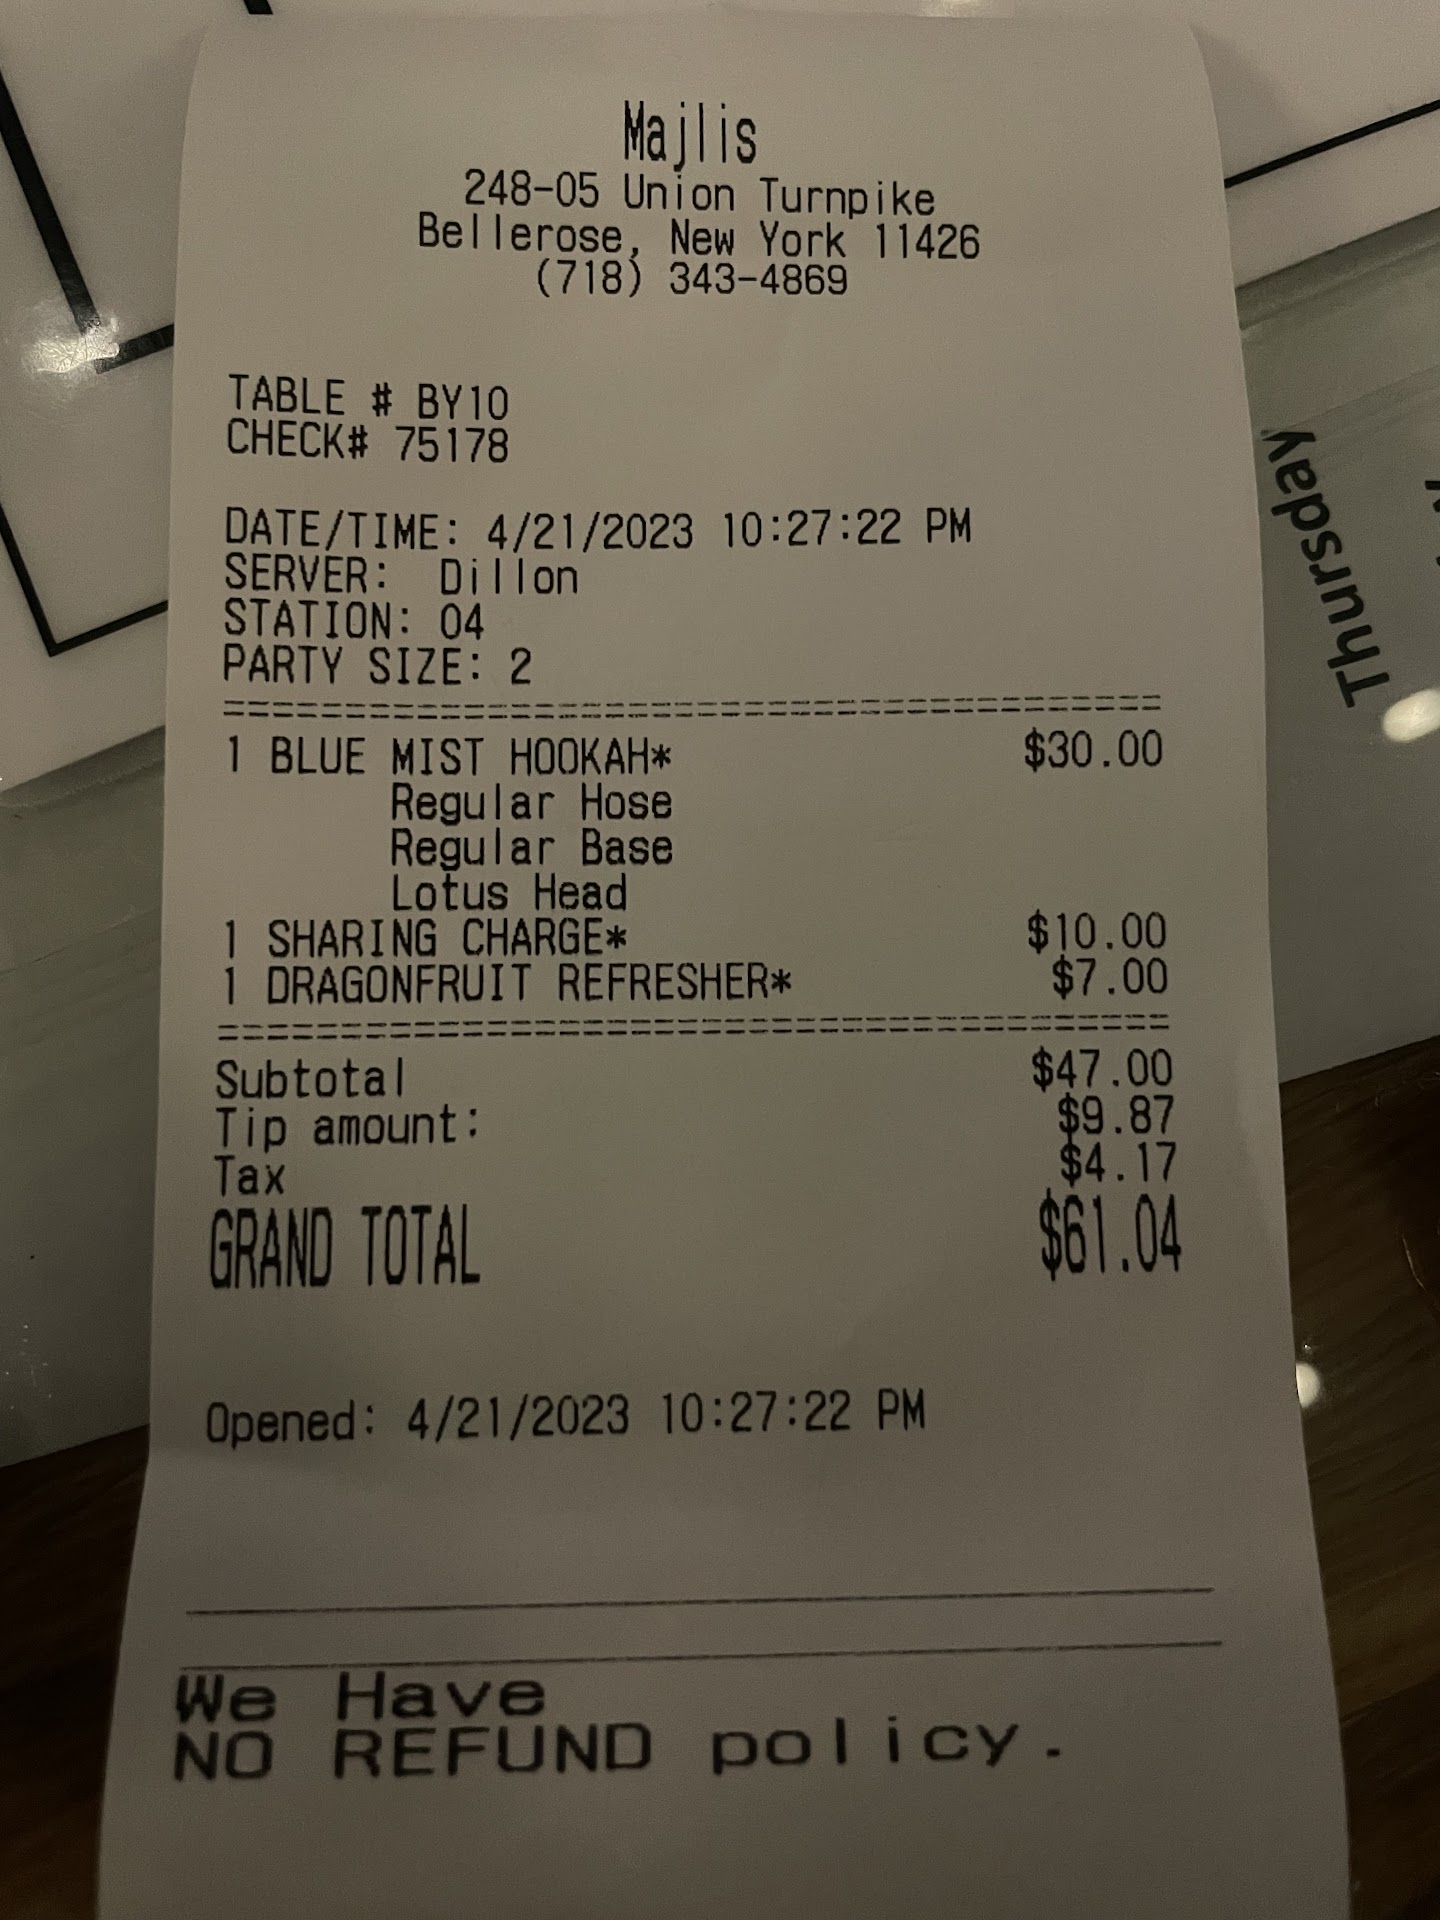 Majlis
248-05 Union Turnpike
Bellerose, New York 11426
(718) 343-4869
TABLE # BY10
CHECK# 75178
DATE/TIME: 4/21/2023 10:27:22 PM
SERVER: Dillon
STATION: 04
PARTY SIZE: 2
========================================
1 BLUE MIST HOOKAH* $30.00
Regular Hose
Regular Base
Lotus Head
1 SHARING CHARGE* $10.00
1 DRAGONFRUIT REFRESHER* $7.00
========================================
Subtotal $47.00
Tip amount: $9.87
Tax $4.17
GRAND TOTAL $61.04
Opened: 4/21/2023 10:27:22 PM
We Have
NO REFUND policy.
Thursday